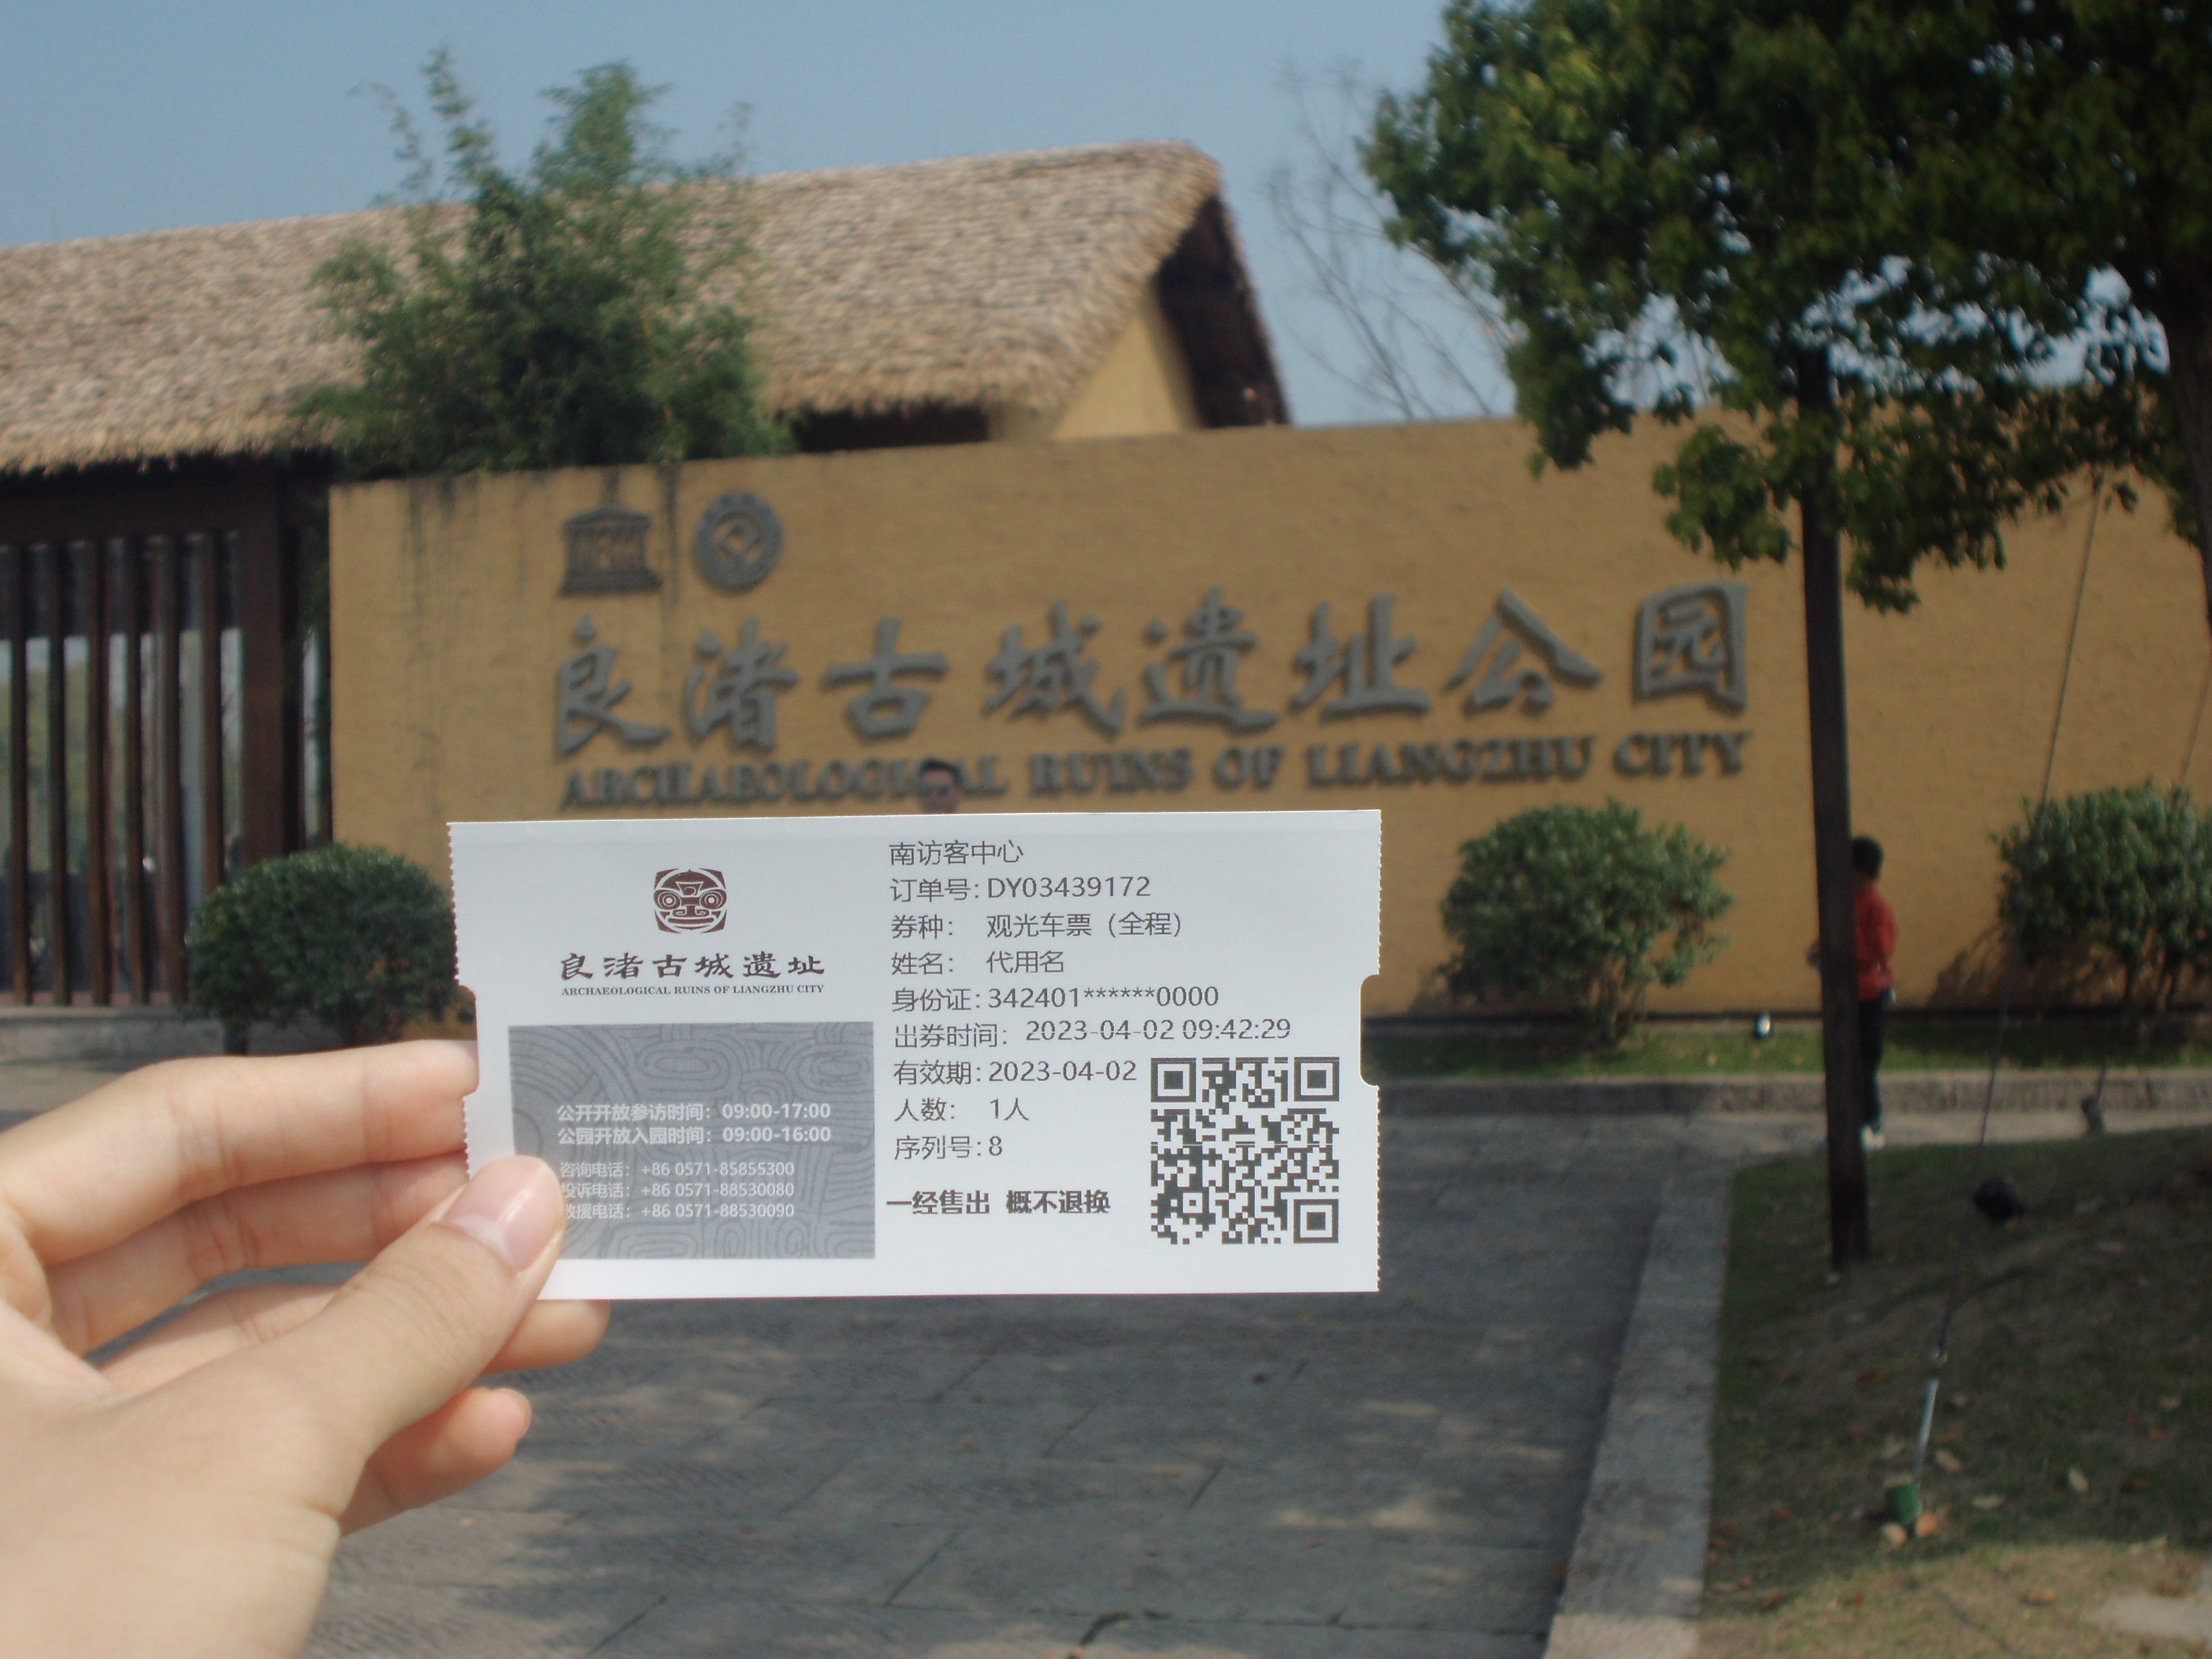 良渚古城遗址公园
ARCHAEOLOGICAL RUINS OF LIANGZHU CITY
良渚古城遗址
ARCHAEOLOGICAL RUINS OF LIANGZHU CITY
公开开放参访时间：09:00-17:00
公园开放入园时间：09:00-16:00
咨询电话：+86 0571-85855300
投诉电话：+86 0571-88530080
救援电话：+86 0571-88530090
南访客中心
订单号：DY03439172
券种： 观光车票（全程）
姓名： 代用名
身份证：342401******0000
出券时间：2023-04-02 09:42:29
有效期：2023-04-02
人数： 1人
序列号：8
一经售出 概不退换